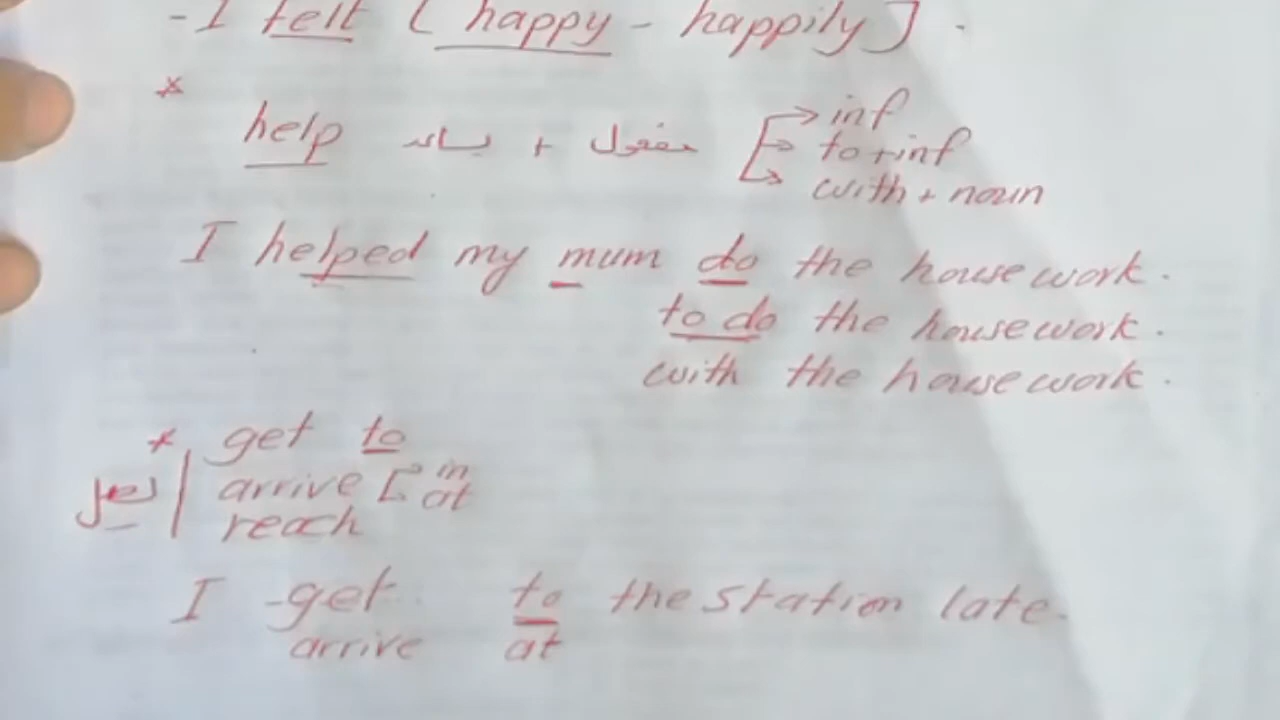 - I felt [ happy - happily ] .
* help يساعد + مفعول → inf
→ to + inf
→ with + noun
I helped my mum do the housework .
to do the housework .
with the housework .
* get to
يصل | arrive [ in at
reach
I get to the station late .
arrive at